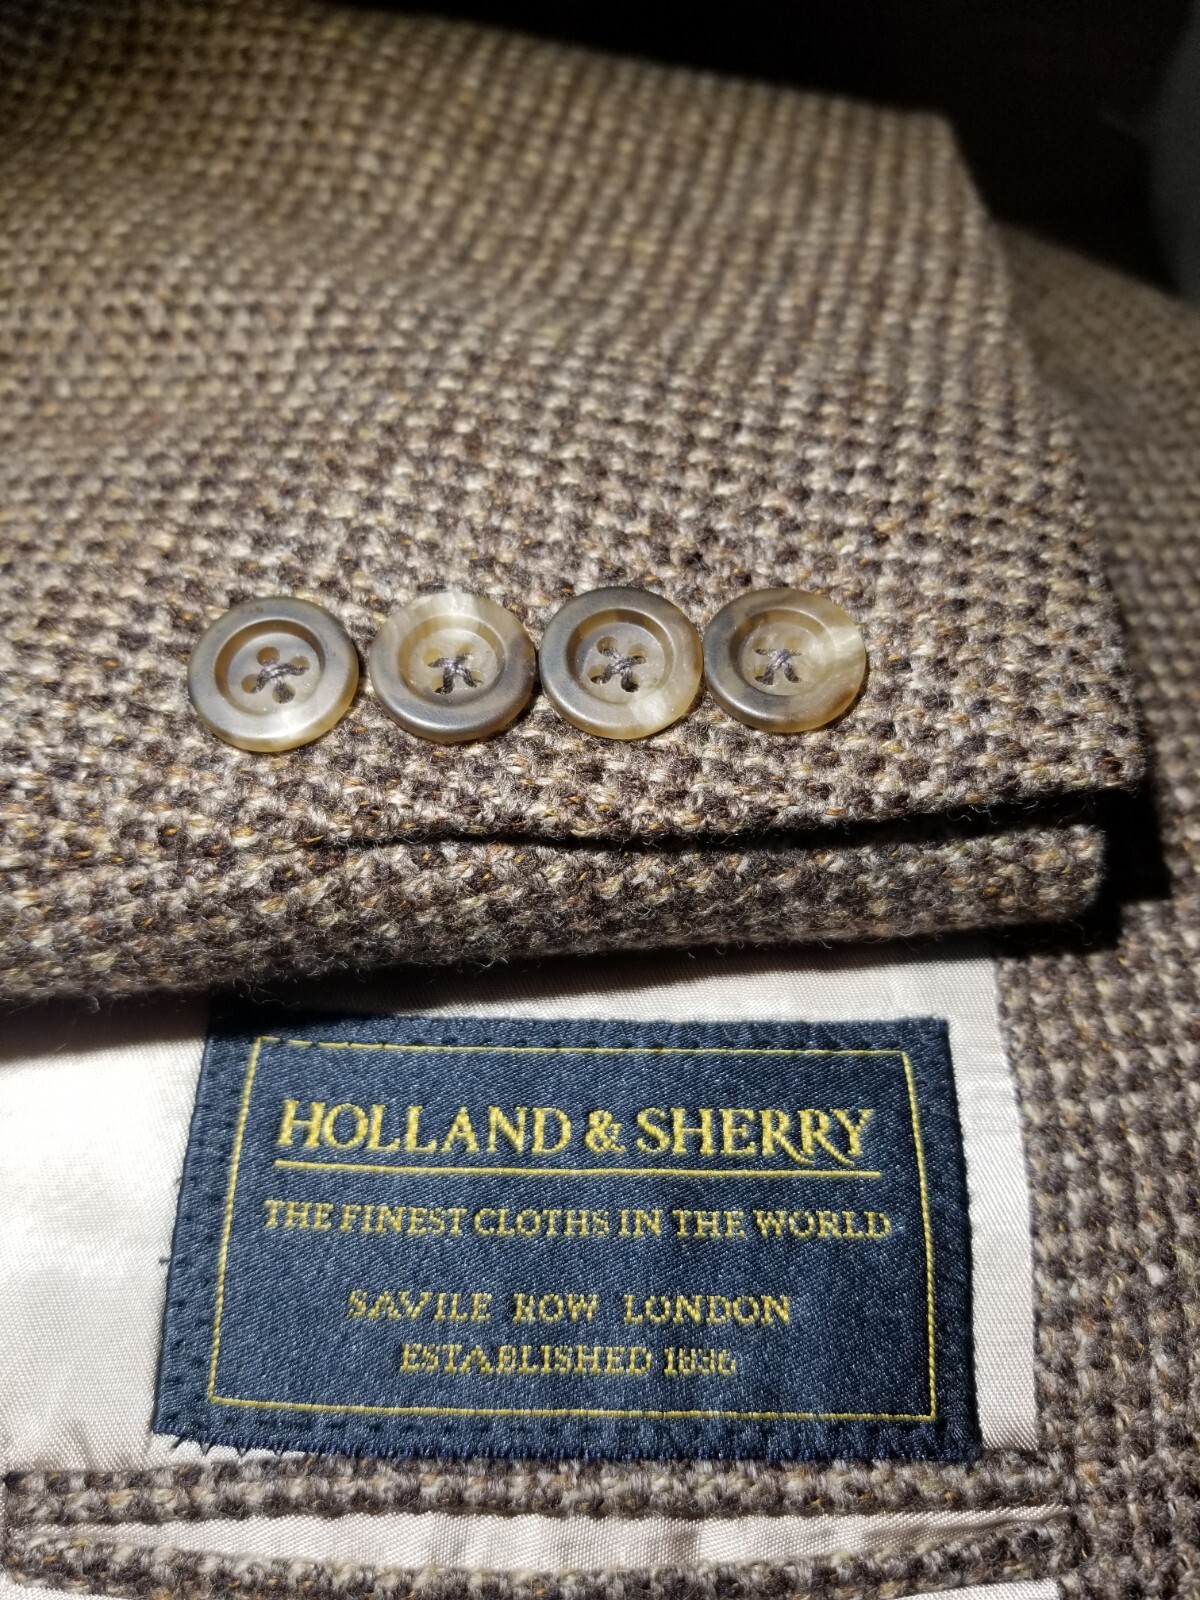 HOLLAND & SHERRY
THE FINEST CLOTHS IN THE WORLD
SAVILE ROW LONDON
ESTABLISHED 1836